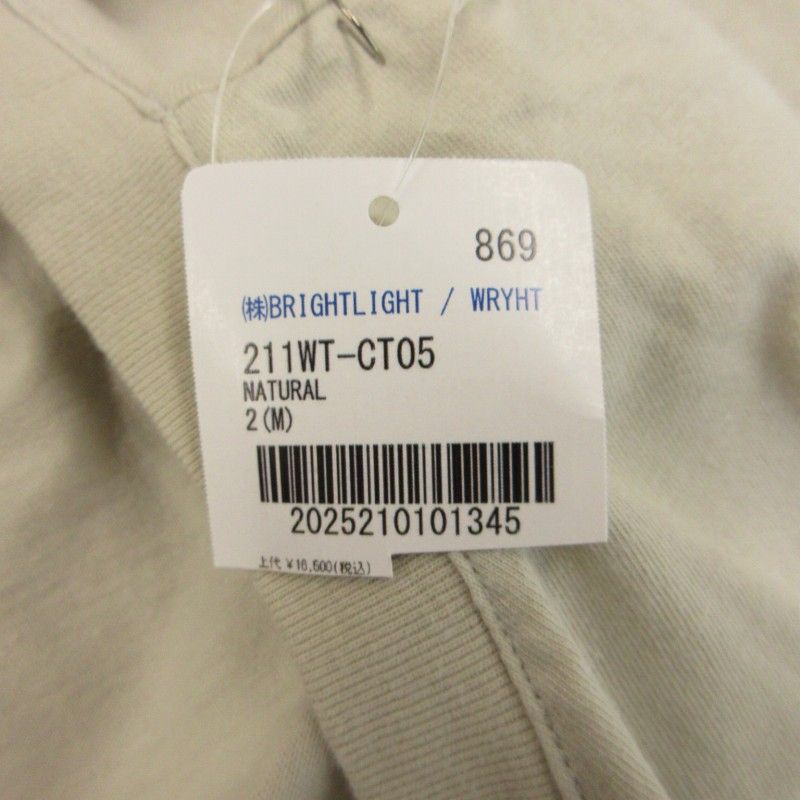 869
㈱BRIGHTLIGHT / WRYHT
211WT-CT05
NATURAL
2(M)
2025210101345
上代 ¥16,500(税込)